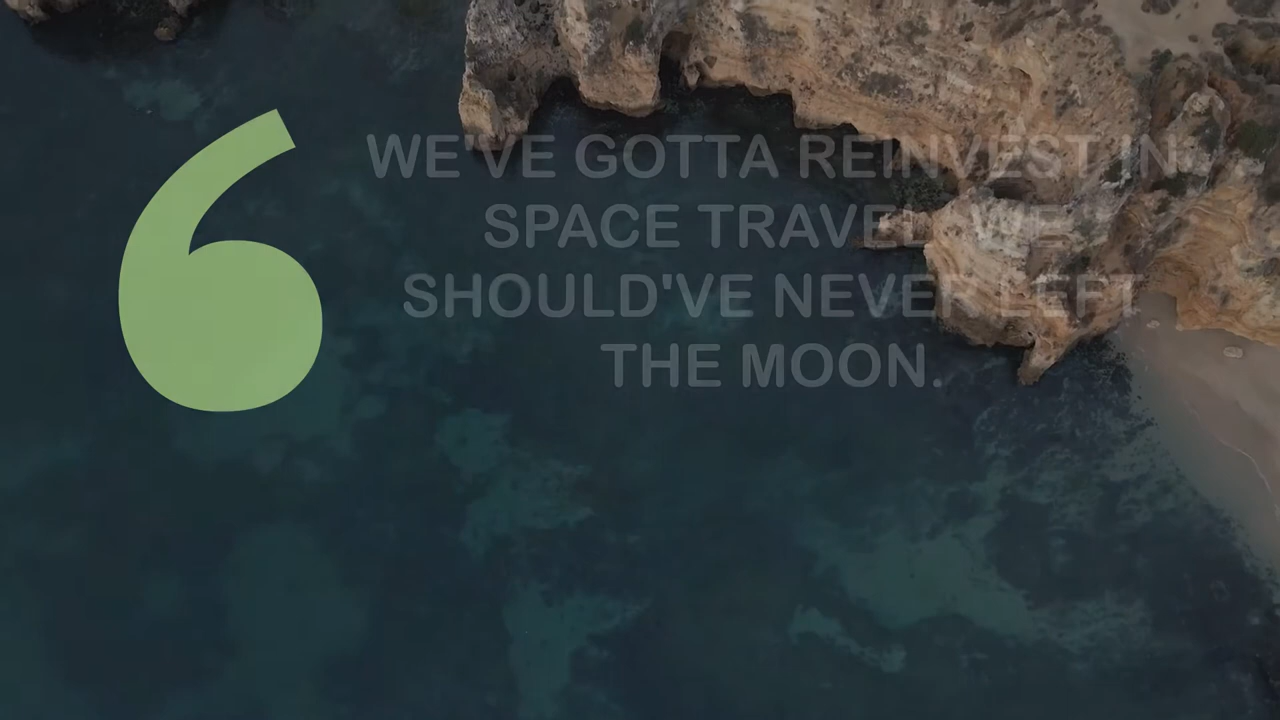 ‘
WE'VE GOTTA REINVEST IN
SPACE TRAVEL. WE
SHOULD'VE NEVER LEFT
THE MOON.